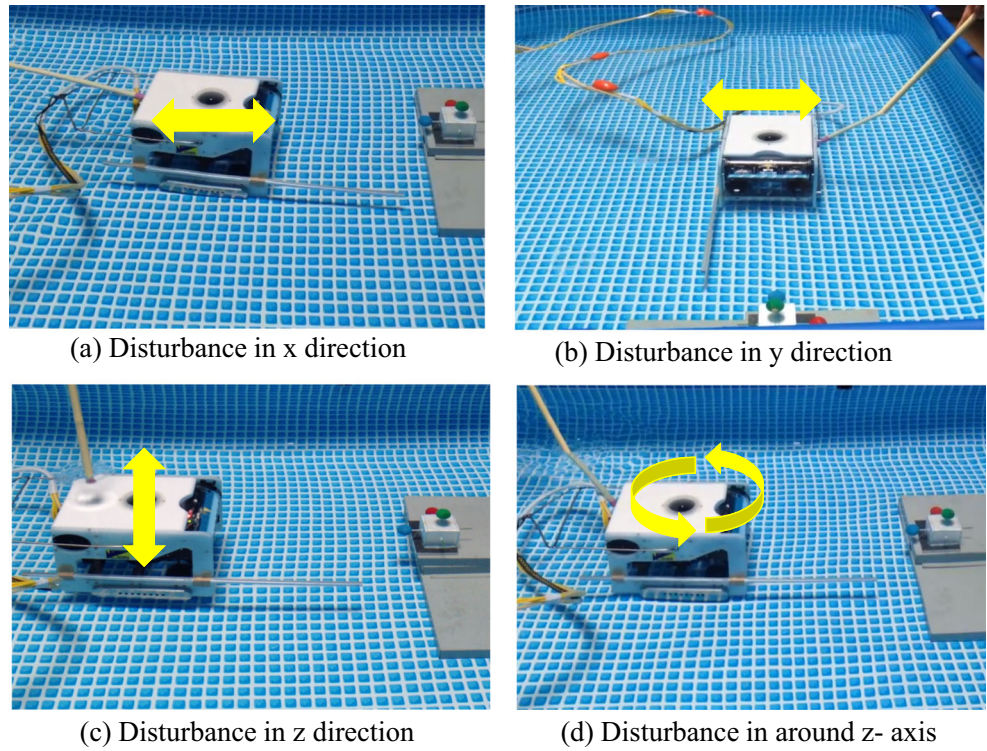 (a) Disturbance in x direction
(b) Disturbance in y direction
(c) Disturbance in z direction
(d) Disturbance in around z- axis